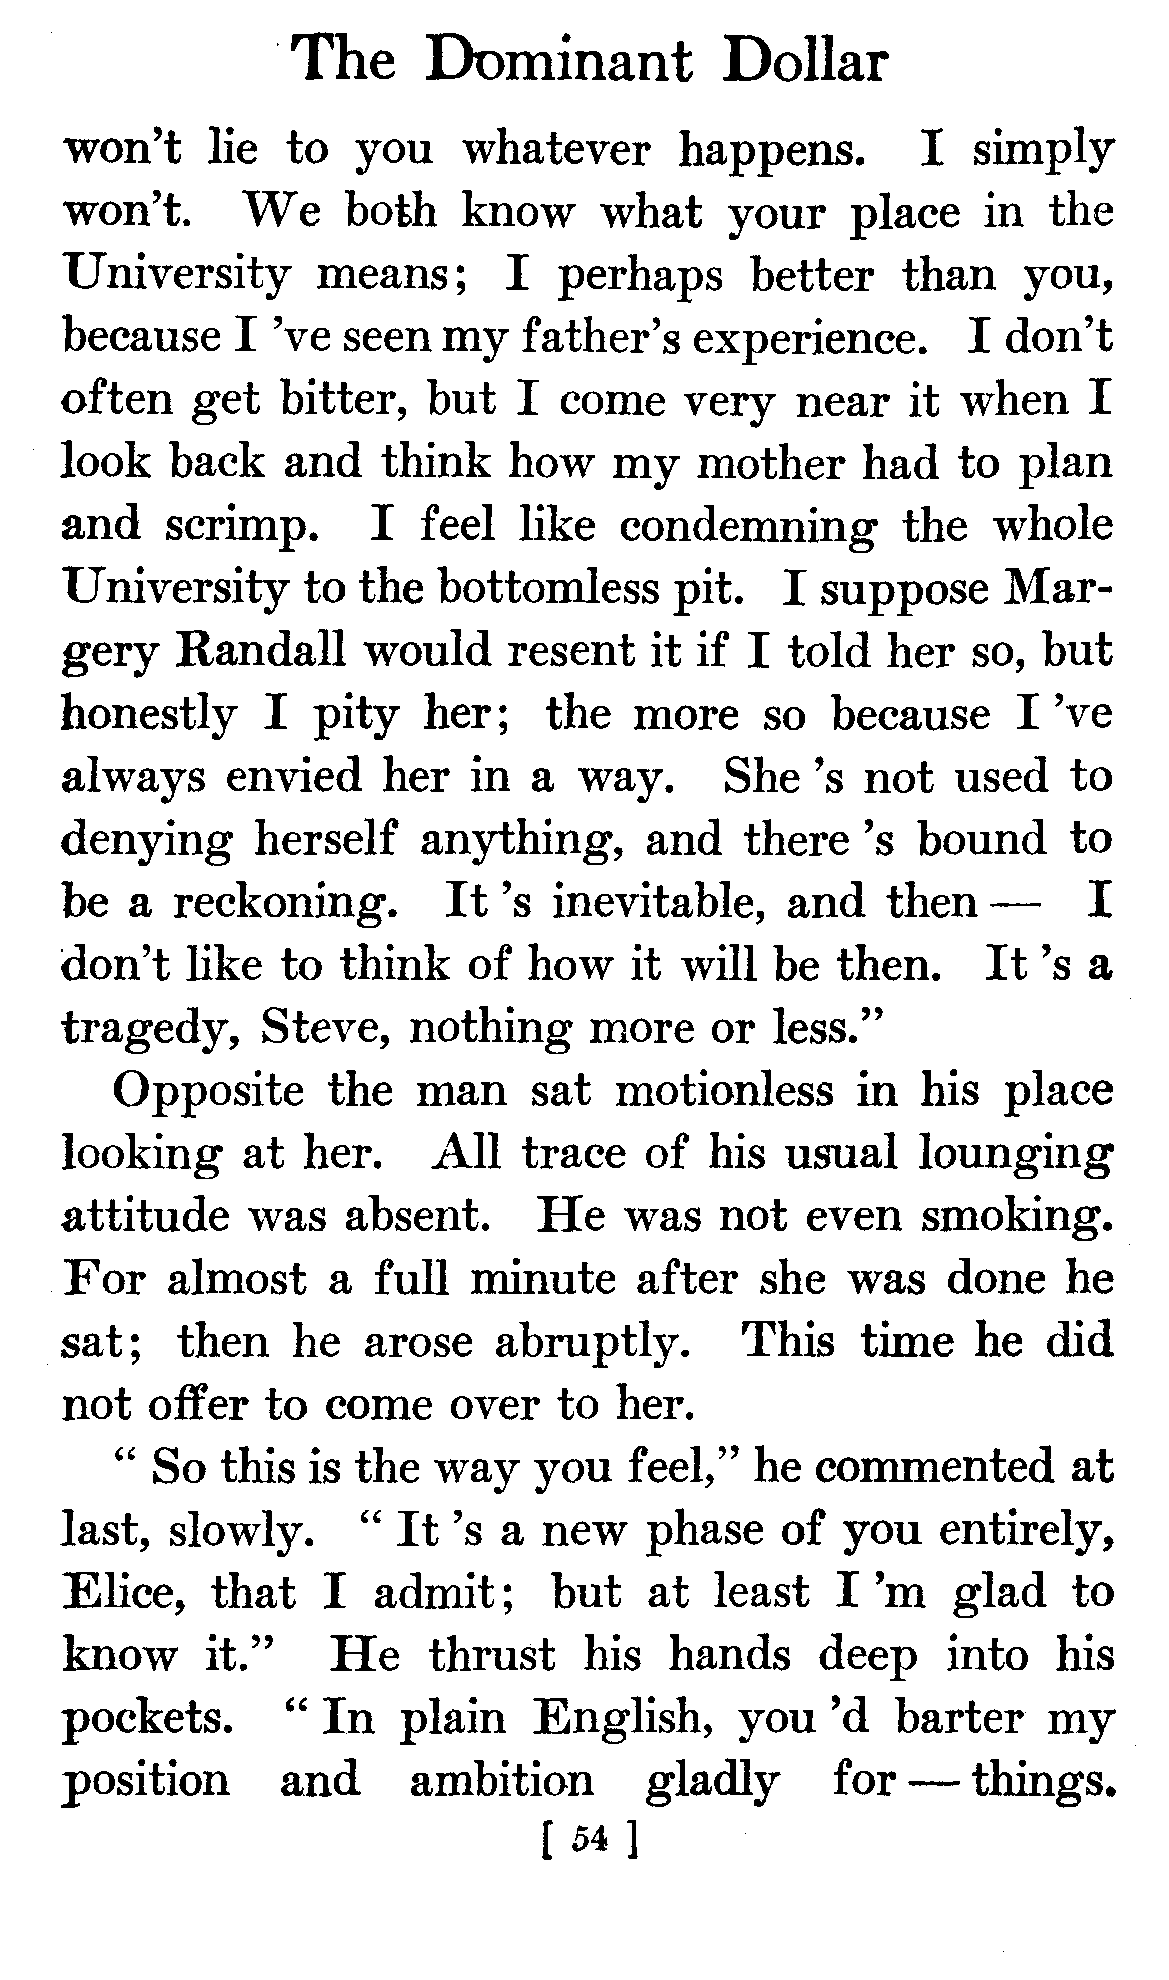 The Dominant Dollar
won't lie to you whatever happens. I simply
won't. We both know what your place in the
University means; I perhaps better than you,
because I 've seen my father's experience. I don't
often get bitter, but I come very near it when I
look back and think how my mother had to plan
and scrimp. I feel like condemning the whole
University to the bottomless pit. I suppose Mar-
gery Randall would resent it if I told her so, but
honestly I pity her; the more so because I 've
always envied her in a way. She 's not used to
denying herself anything, and there 's bound to
be a reckoning. It 's inevitable, and then — I
don't like to think of how it will be then. It 's a
tragedy, Steve, nothing more or less.”
Opposite the man sat motionless in his place
looking at her. All trace of his usual lounging
attitude was absent. He was not even smoking.
For almost a full minute after she was done he
sat; then he arose abruptly. This time he did
not offer to come over to her.
“ So this is the way you feel,” he commented at
last, slowly. “ It 's a new phase of you entirely,
Elice, that I admit; but at least I 'm glad to
know it.” He thrust his hands deep into his
pockets. “ In plain English, you 'd barter my
position and ambition gladly for — things.
[ 54 ]